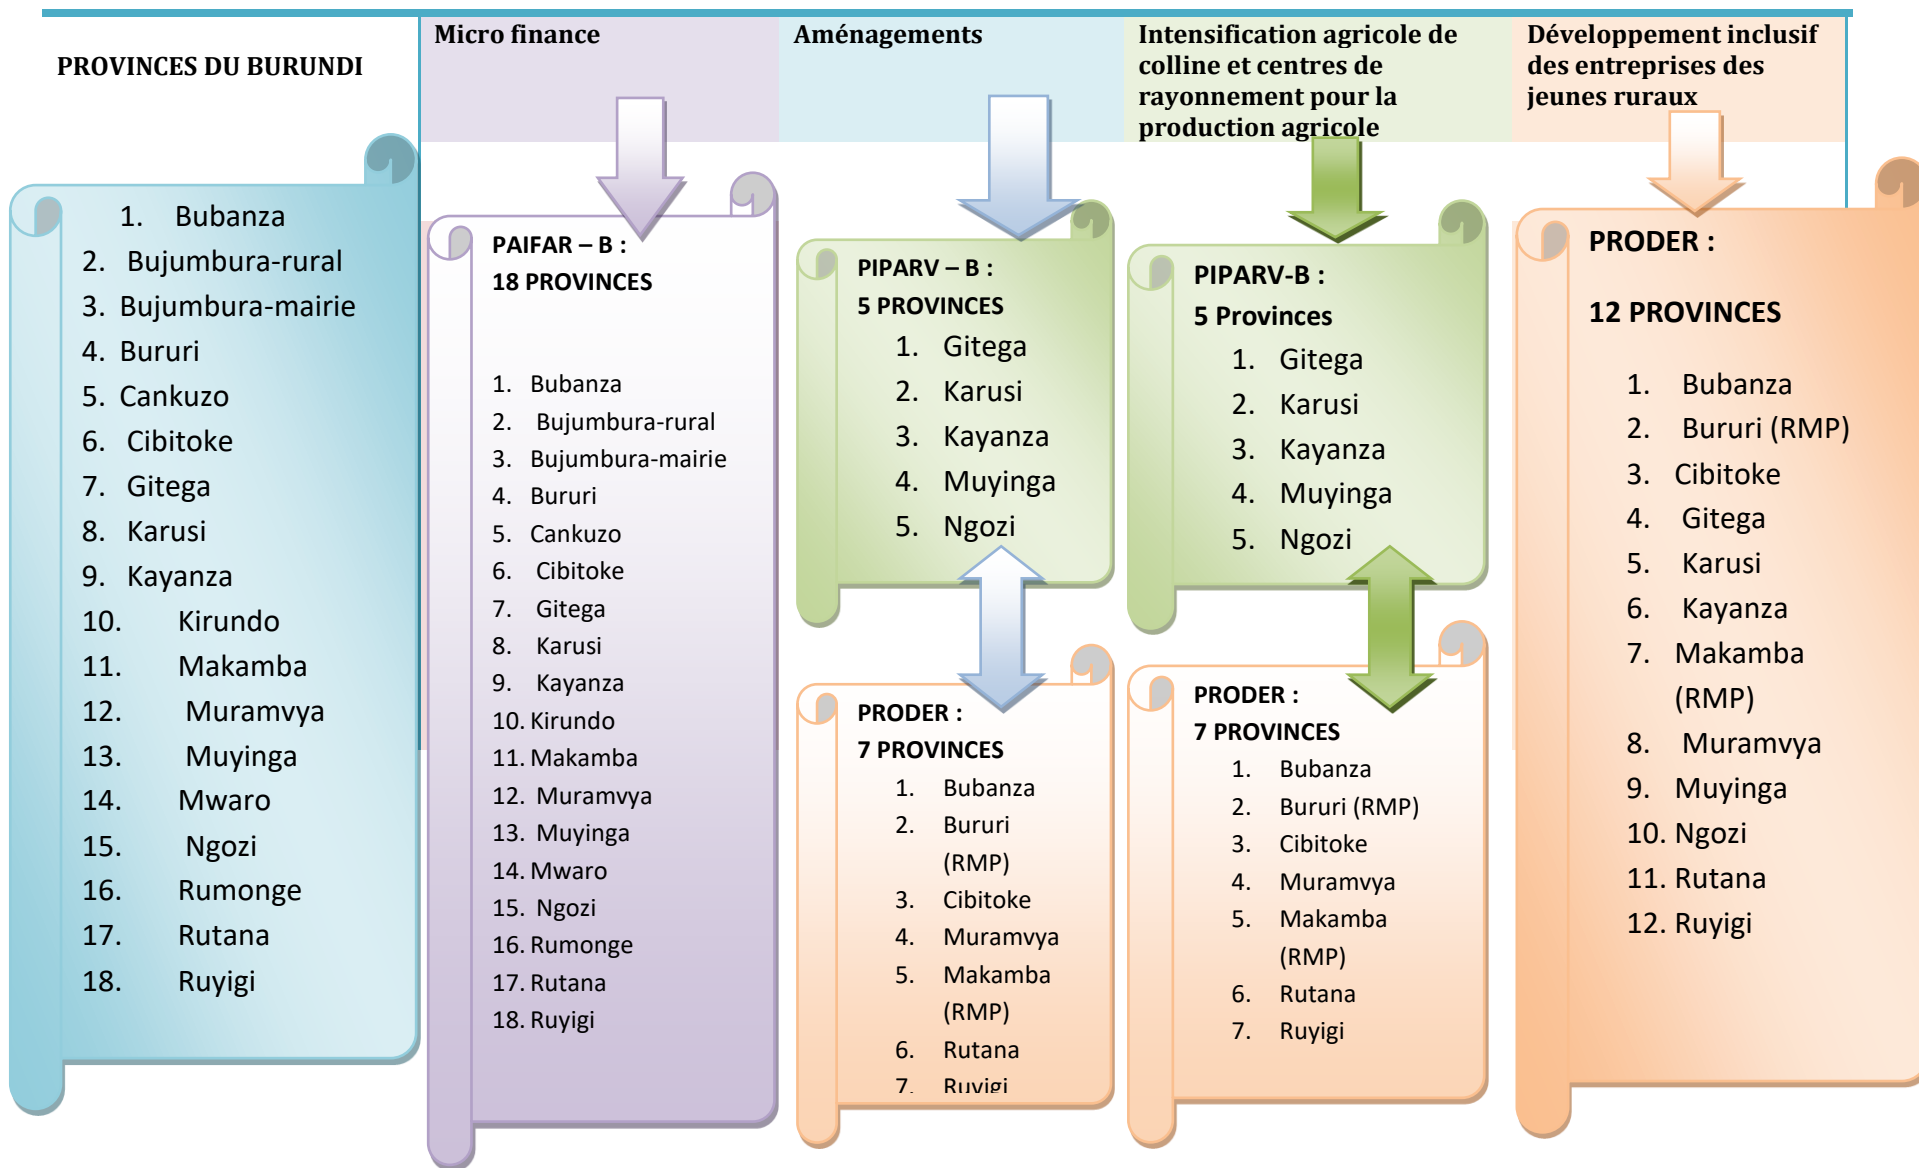 PROVINCES DU BURUNDI
Micro finance
Aménagements
Intensification agricole de
colline et centres de
rayonnement pour la
production agricole
Développement inclusif
des entreprises des
jeunes ruraux
1. Bubanza
2. Bujumbura-rural
3. Bujumbura-mairie
4. Bururi
5. Cankuzo
6. Cibitoke
7. Gitega
8. Karusi
9. Kayanza
10. Kirundo
11. Makamba
12. Muramvya
13. Muyinga
14. Mwaro
15. Ngozi
16. Rumonge
17. Rutana
18. Ruyigi
PAIFAR – B :
18 PROVINCES
1. Bubanza
2. Bujumbura-rural
3. Bujumbura-mairie
4. Bururi
5. Cankuzo
6. Cibitoke
7. Gitega
8. Karusi
9. Kayanza
10. Kirundo
11. Makamba
12. Muramvya
13. Muyinga
14. Mwaro
15. Ngozi
16. Rumonge
17. Rutana
18. Ruyigi
PIPARV – B :
5 PROVINCES
1. Gitega
2. Karusi
3. Kayanza
4. Muyinga
5. Ngozi
PRODER :
7 PROVINCES
1. Bubanza
2. Bururi
(RMP)
3. Cibitoke
4. Muramvya
5. Makamba
(RMP)
6. Rutana
7. Ruyigi
PIPARV-B :
5 Provinces
1. Gitega
2. Karusi
3. Kayanza
4. Muyinga
5. Ngozi
PRODER :
7 PROVINCES
1. Bubanza
2. Bururi (RMP)
3. Cibitoke
4. Muramvya
5. Makamba
(RMP)
6. Rutana
7. Ruyigi
PRODER :
12 PROVINCES
1. Bubanza
2. Bururi (RMP)
3. Cibitoke
4. Gitega
5. Karusi
6. Kayanza
7. Makamba
(RMP)
8. Muramvya
9. Muyinga
10. Ngozi
11. Rutana
12. Ruyigi